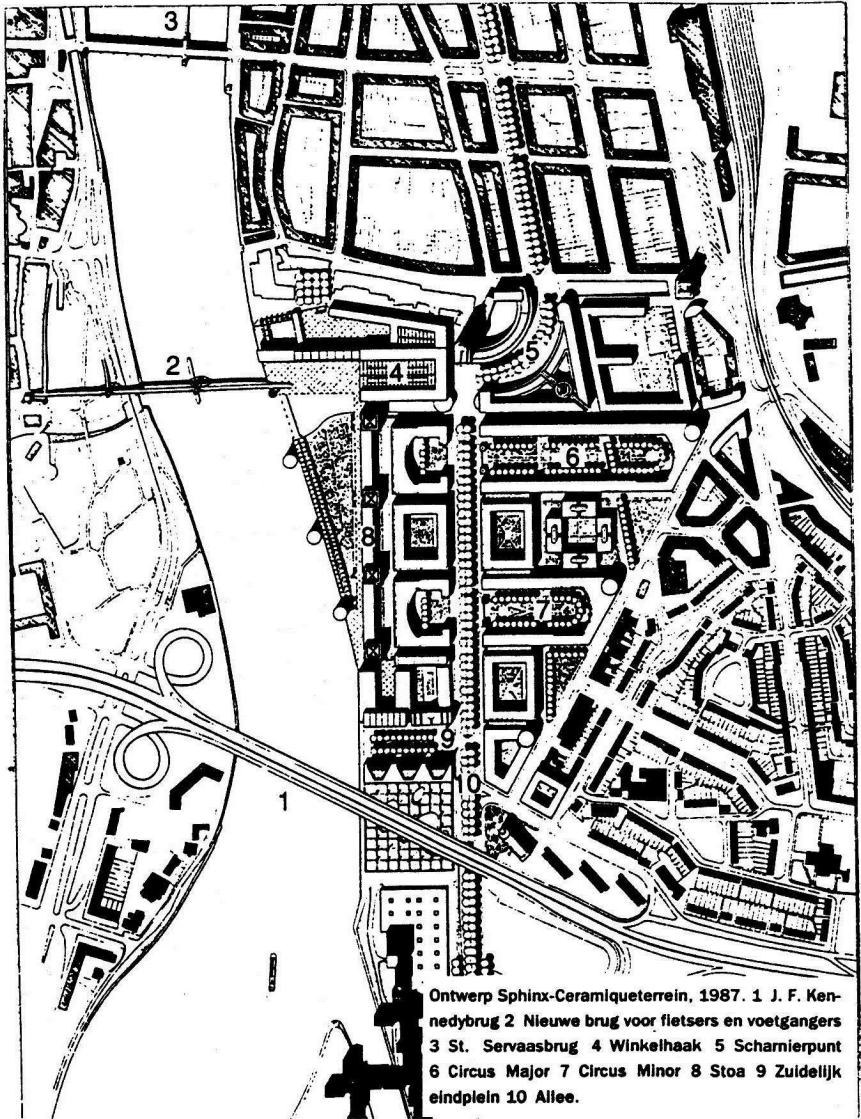 3
2
4
5
6
8
7
9
10
1
Ontwerp Sphinx-Ceramiqueterrein, 1987. 1 J. F. Ken-
nedybrug 2 Nieuwe brug voor fietsers en voetgangers
3 St. Servaasbrug 4 Winkelhaak 5 Scharnierpunt
6 Circus Major 7 Circus Minor 8 Stoa 9 Zuidelijk
eindplein 10 Allee.